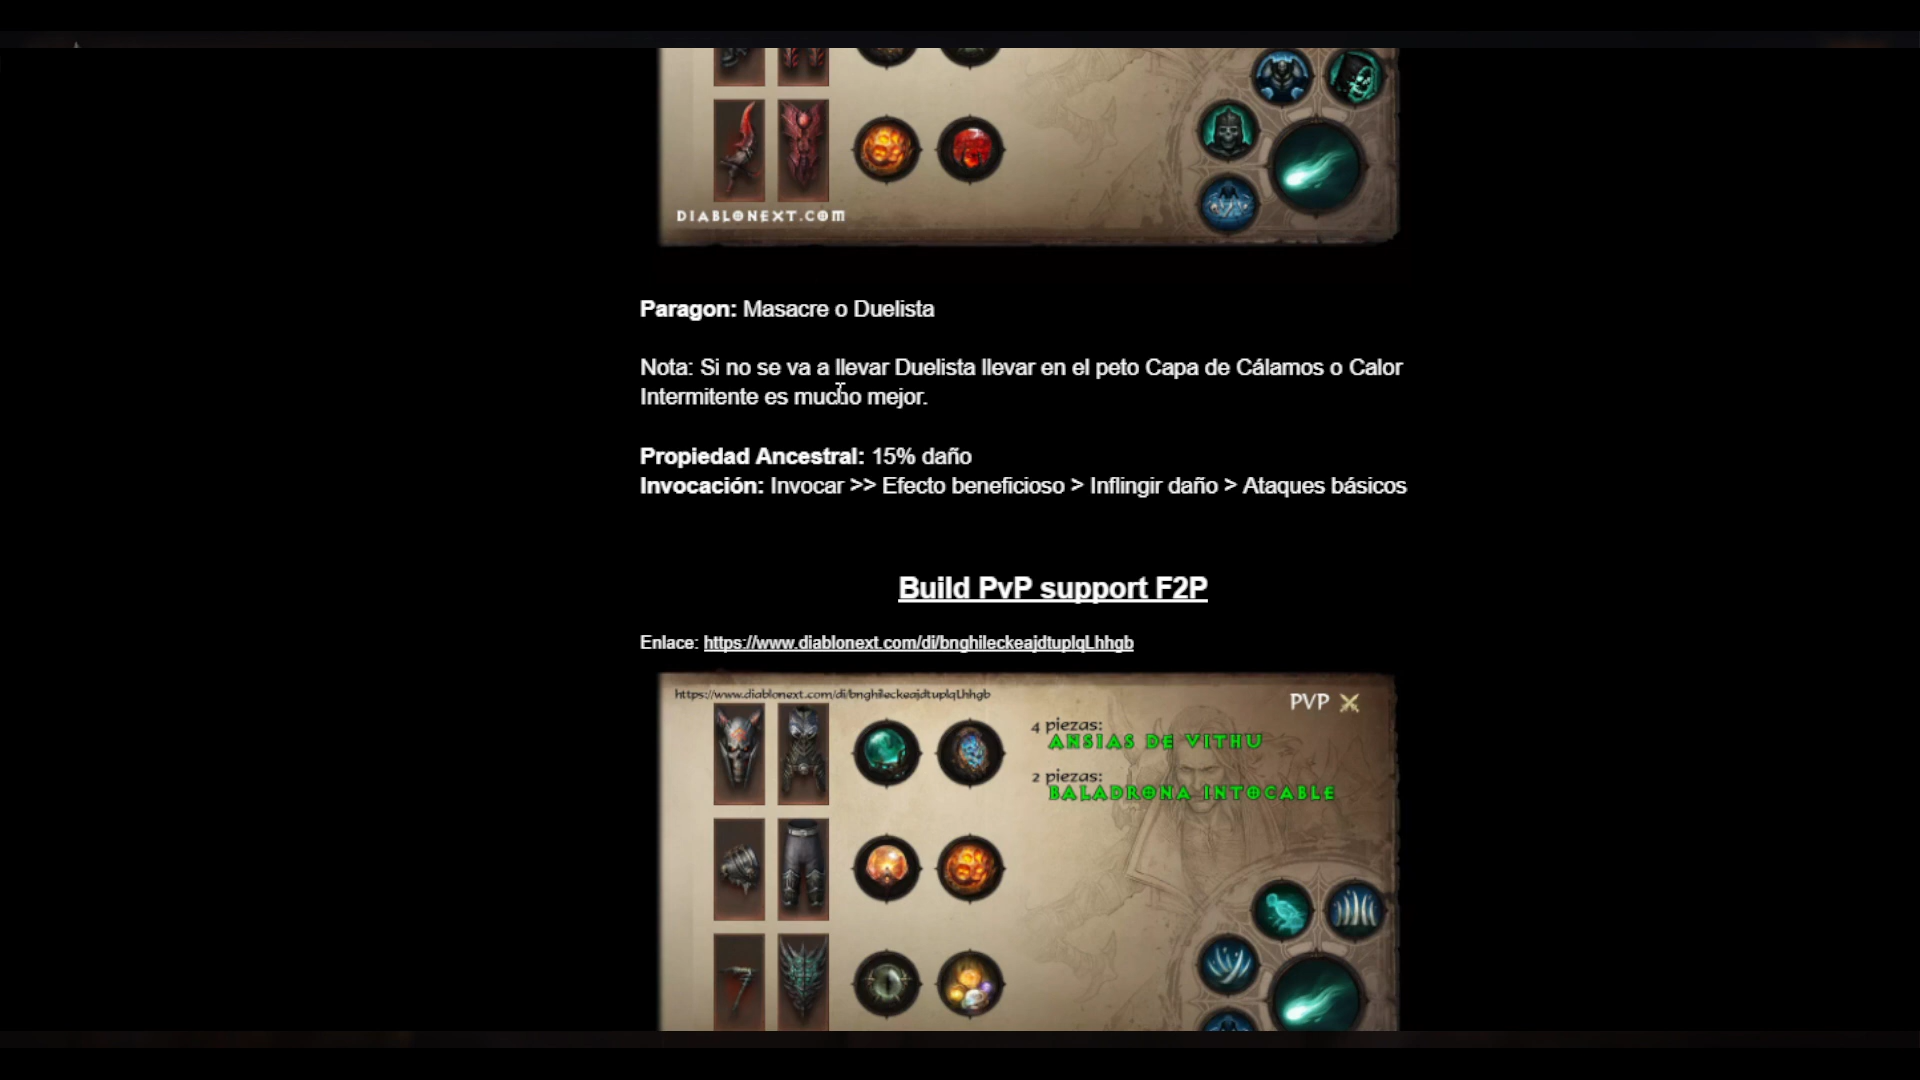 DIABLONEXT.COM
Paragon: Masacre o Duelista
Nota: Si no se va a llevar Duelista llevar en el peto Capa de Cálamos o Calor
Intermitente es mucho mejor.
Propiedad Ancestral: 15% daño
Invocación: Invocar >> Efecto beneficioso > Inflingir daño > Ataques básicos
Build PvP support F2P
Enlace: https://www.diablonext.com/di/bnghileckeajdtuplqLhhgb
https://www.diablonext.com/di/bnghileckeajdtuplqLhhgb
PVP
4 piezas:
ANSIAS DE VITHU
2 piezas:
BALADRONA INTOCABLE